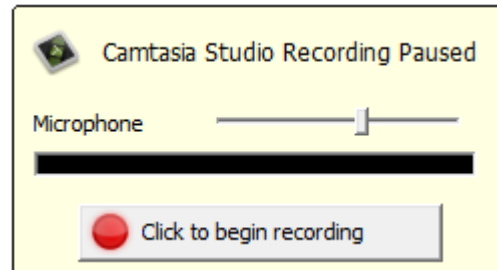 Camtasia Studio Recording Paused
Microphone
Click to begin recording